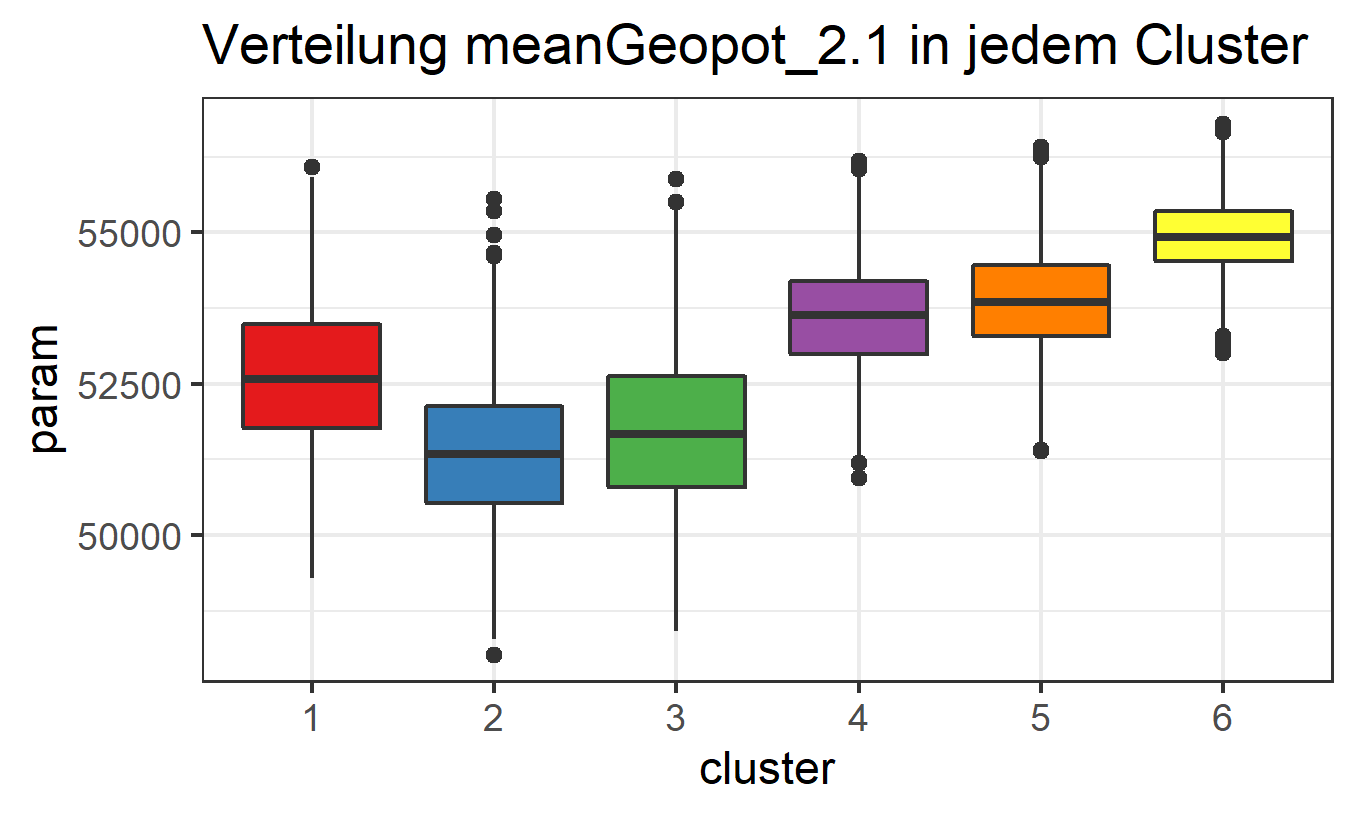 Verteilung meanGeopot_2.1 in jedem Cluster
param
55000
52500
50000
1 2 3 4 5 6
cluster